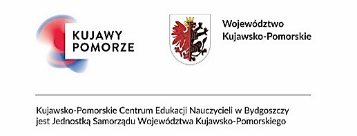 KUJAWY
POMORZE
Województwo
Kujawsko-Pomorskie
Kujawsko-Pomorskie Centrum Edukacji Nauczycieli w Bydgoszczy
jest Jednostką Samorządu Województwa Kujawsko-Pomorskiego